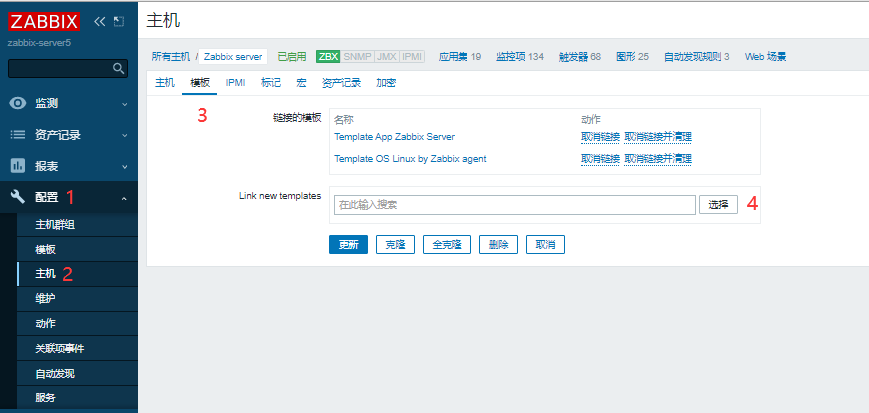 ZABBIX
zabbix-server5
监测
资产记录
报表
配置 1
主机群组
模板
主机 2
维护
动作
关联项事件
自动发现
服务
主机
所有主机 / Zabbix server 已启用 ZBX SNMP JMX IPMI 应用集 19 监控项 134 触发器 68 图形 25 自动发现规则 3 Web 场景
主机 模板 IPMI 标记 宏 资产记录 加密
3
链接的模板 名称 动作
Template App Zabbix Server 取消链接 取消链接并清理
Template OS Linux by Zabbix agent 取消链接 取消链接并清理
Link new templates 在此输入搜索 选择 4
更新 克隆 全克隆 删除 取消